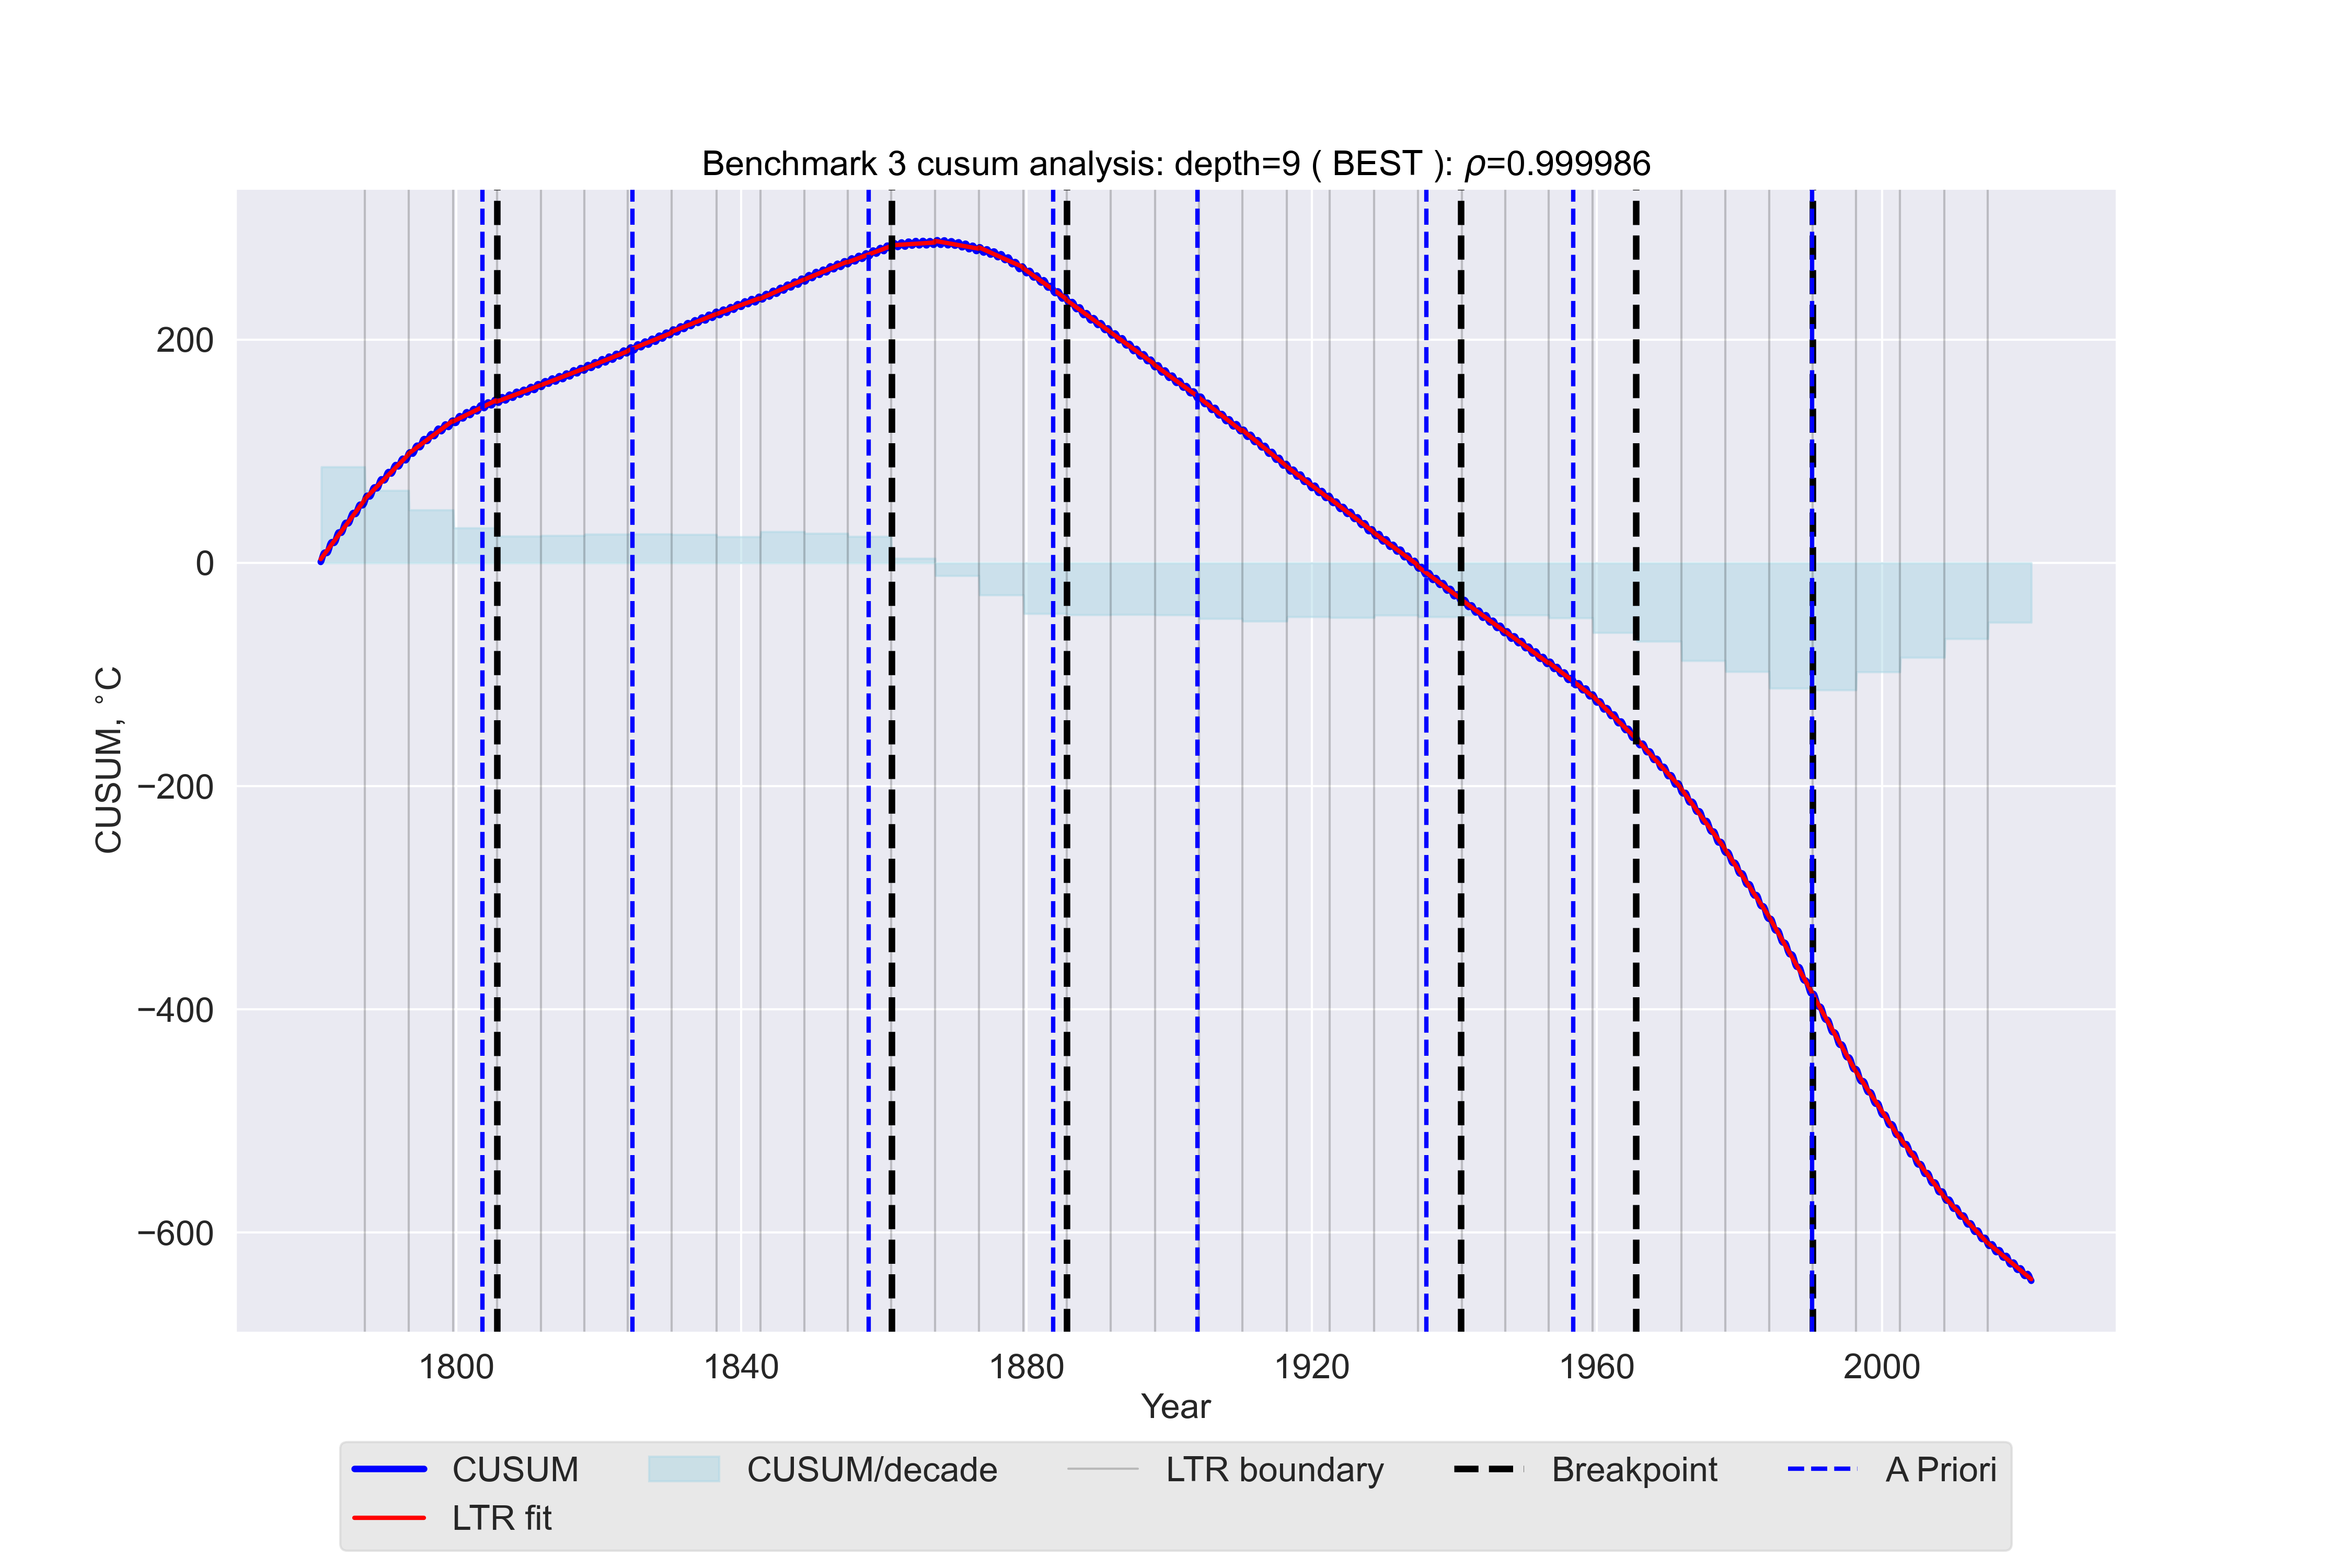 Benchmark 3 cusum analysis: depth=9 ( BEST ): ρ=0.999986
CUSUM, °C
200
0
−200
−400
−600
1800 1840 1880 1920 1960 2000
Year
CUSUM CUSUM/decade LTR boundary Breakpoint A Priori
LTR fit